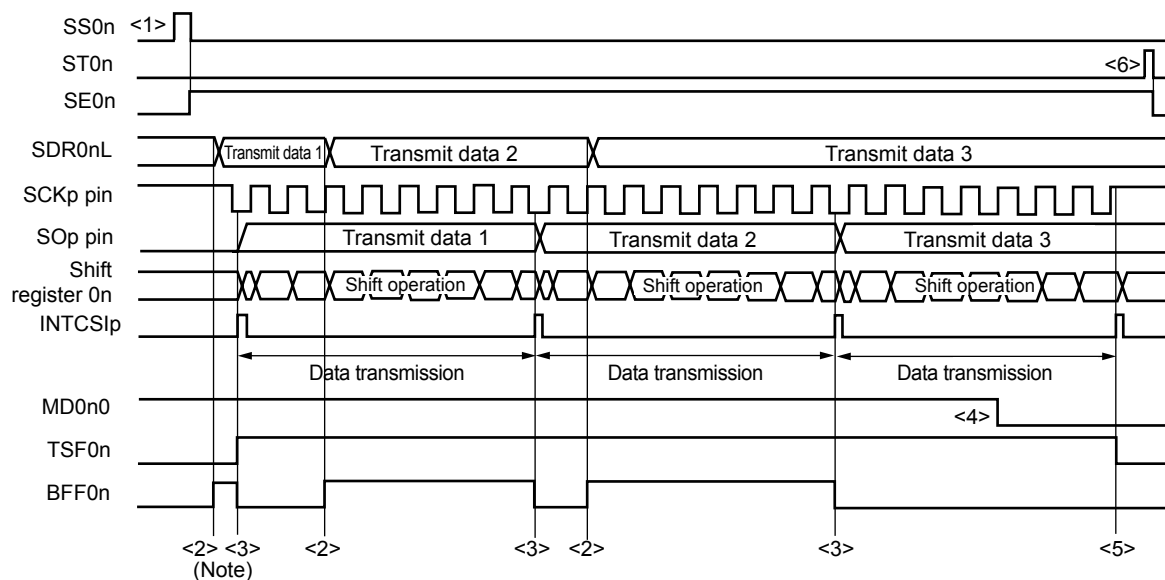 SS0n <1>
ST0n <6>
SE0n
SDR0nL Transmit data 1 Transmit data 2 Transmit data 3
SCKp pin
SOp pin Transmit data 1 Transmit data 2 Transmit data 3
Shift
register 0n Shift operation Shift operation Shift operation
INTCSIp
Data transmission Data transmission Data transmission
MD0n0 <4>
TSF0n
BFF0n
<2> <3> <2> <3> <2> <3> <5>
(Note)